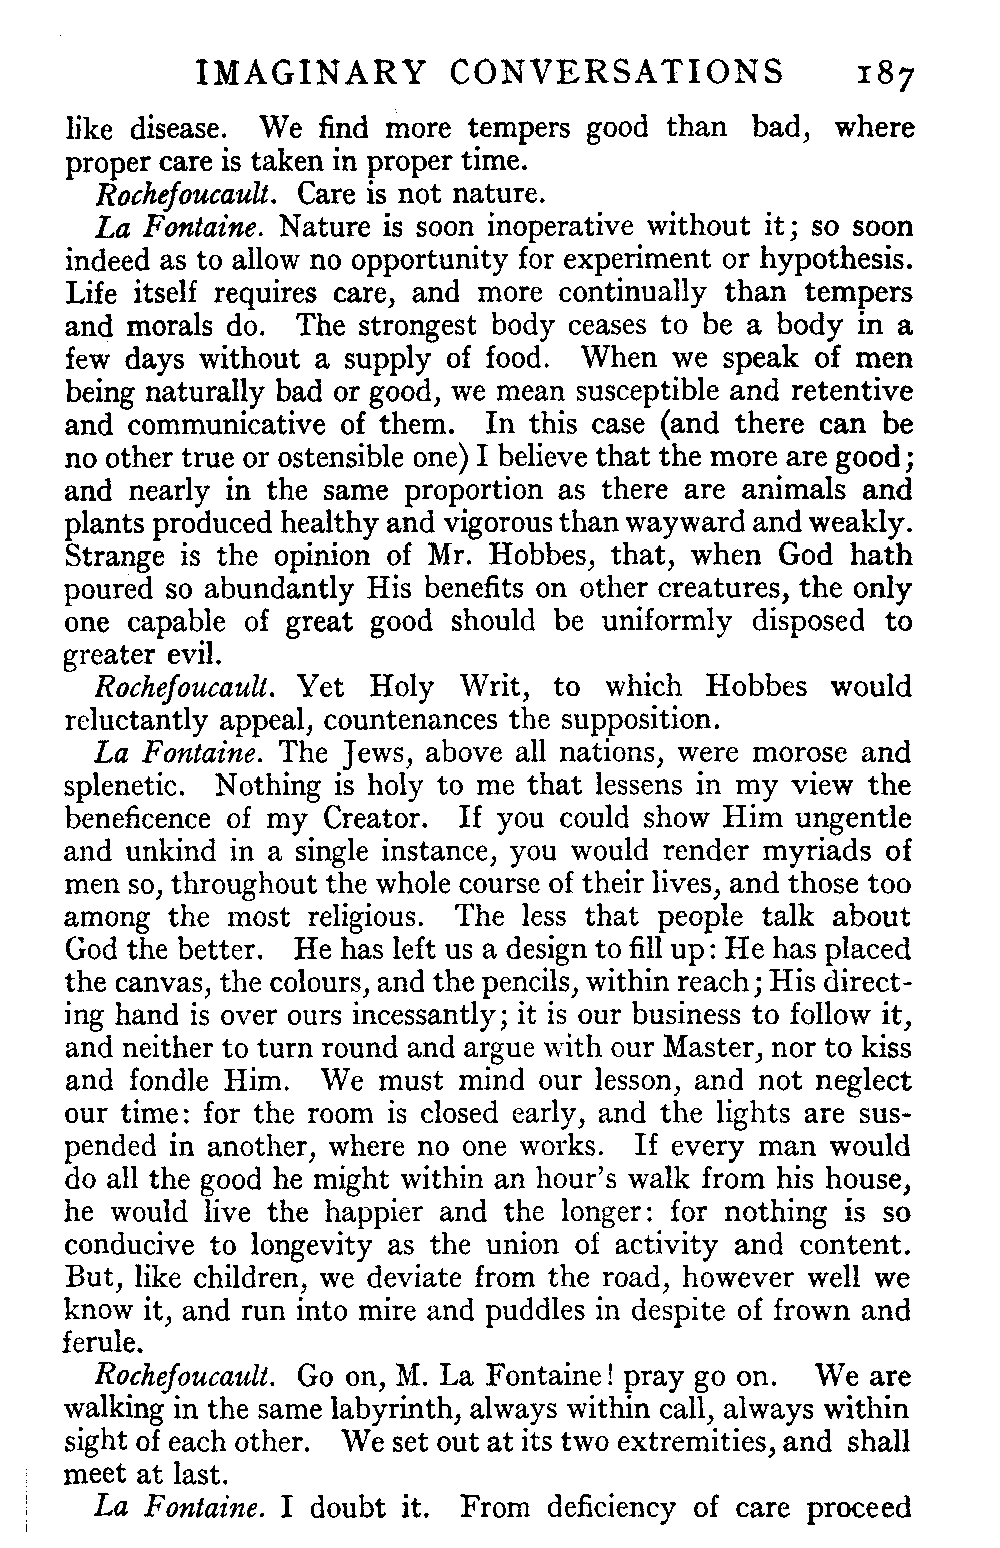 IMAGINARY CONVERSATIONS 187
like disease. We find more tempers good than bad, where
proper care is taken in proper time.
Rochefoucault. Care is not nature.
La Fontaine. Nature is soon inoperative without it; so soon
indeed as to allow no opportunity for experiment or hypothesis.
Life itself requires care, and more continually than tempers
and morals do. The strongest body ceases to be a body in a
few days without a supply of food. When we speak of men
being naturally bad or good, we mean susceptible and retentive
and communicative of them. In this case (and there can be
no other true or ostensible one) I believe that the more are good;
and nearly in the same proportion as there are animals and
plants produced healthy and vigorous than wayward and weakly.
Strange is the opinion of Mr. Hobbes, that, when God hath
poured so abundantly His benefits on other creatures, the only
one capable of great good should be uniformly disposed to
greater evil.
Rochefoucault. Yet Holy Writ, to which Hobbes would
reluctantly appeal, countenances the supposition.
La Fontaine. The Jews, above all nations, were morose and
splenetic. Nothing is holy to me that lessens in my view the
beneficence of my Creator. If you could show Him ungentle
and unkind in a single instance, you would render myriads of
men so, throughout the whole course of their lives, and those too
among the most religious. The less that people talk about
God the better. He has left us a design to fill up: He has placed
the canvas, the colours, and the pencils, within reach; His direct-
ing hand is over ours incessantly; it is our business to follow it,
and neither to turn round and argue with our Master, nor to kiss
and fondle Him. We must mind our lesson, and not neglect
our time: for the room is closed early, and the lights are sus-
pended in another, where no one works. If every man would
do all the good he might within an hour's walk from his house,
he would live the happier and the longer: for nothing is so
conducive to longevity as the union of activity and content.
But, like children, we deviate from the road, however well we
know it, and run into mire and puddles in despite of frown and
ferule.
Rochefoucault. Go on, M. La Fontaine! pray go on. We are
walking in the same labyrinth, always within call, always within
sight of each other. We set out at its two extremities, and shall
meet at last.
La Fontaine. I doubt it. From deficiency of care proceed